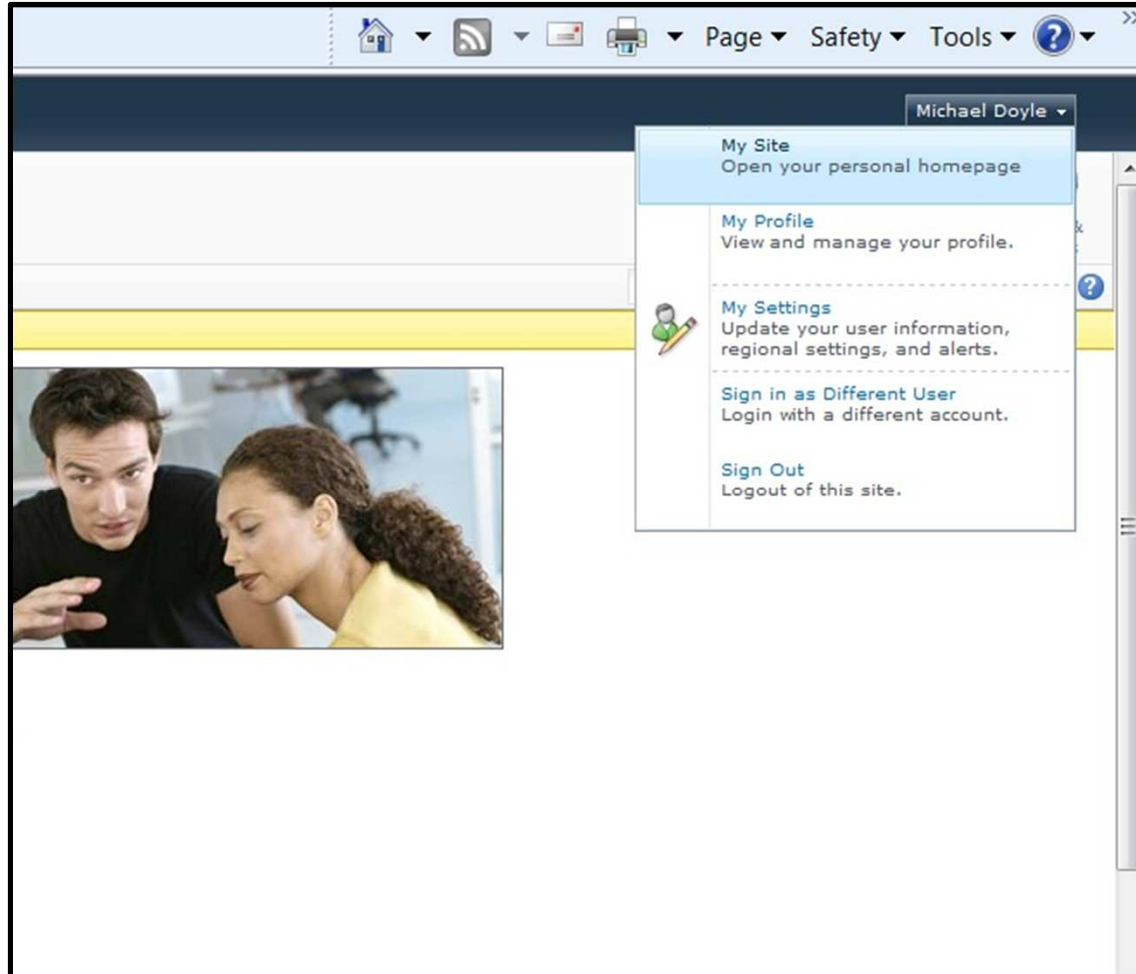 Page Safety Tools ?
Michael Doyle
My Site
Open your personal homepage
My Profile
View and manage your profile.
&
?
My Settings
Update your user information,
regional settings, and alerts.
Sign in as Different User
Login with a different account.
Sign Out
Logout of this site.